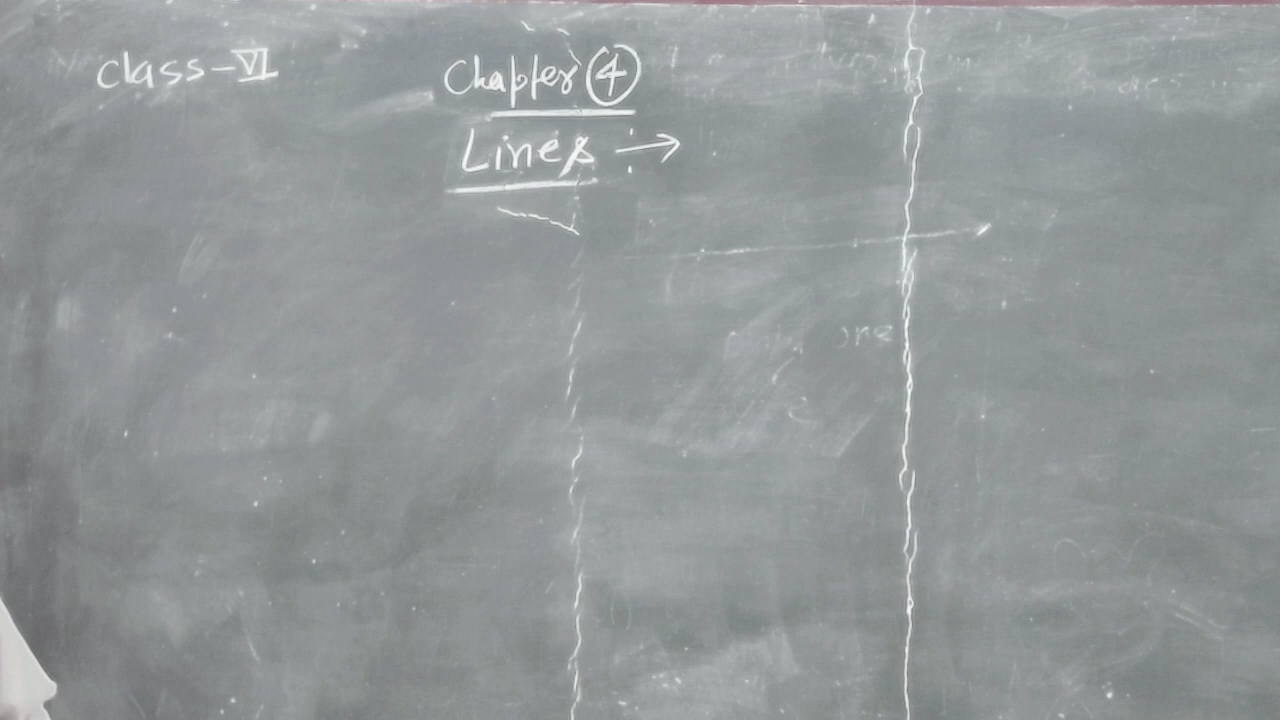 Class-VI
Chapter ④
Lines :→